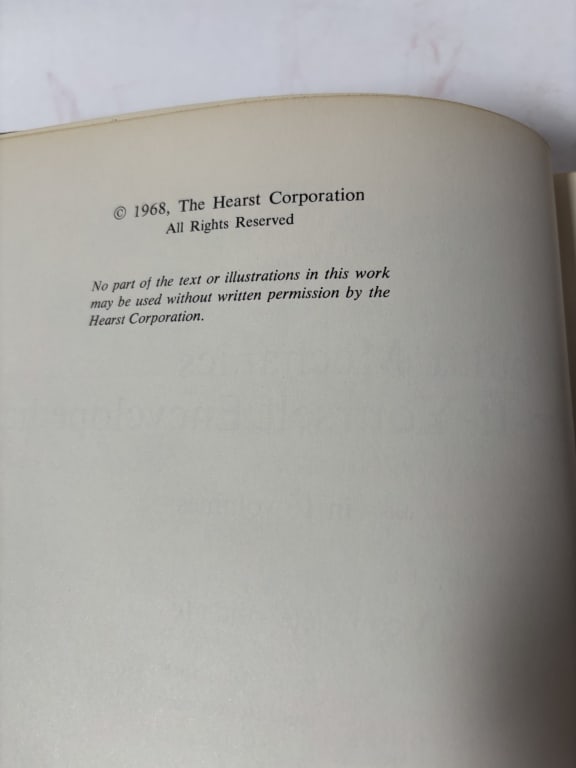 © 1968, The Hearst Corporation
All Rights Reserved
No part of the text or illustrations in this work
may be used without written permission by the
Hearst Corporation.